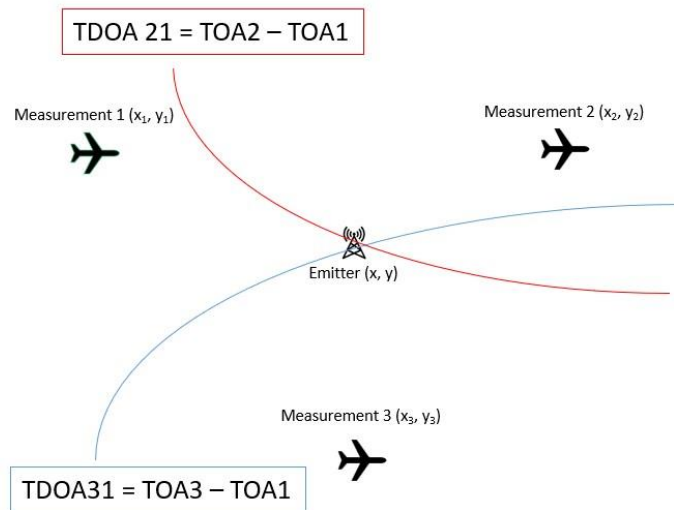 TDOA 21 = TOA2 – TOA1
Measurement 1 (x₁, y₁)
Measurement 2 (x₂, y₂)
Emitter (x, y)
Measurement 3 (x₃, y₃)
TDOA31 = TOA3 – TOA1